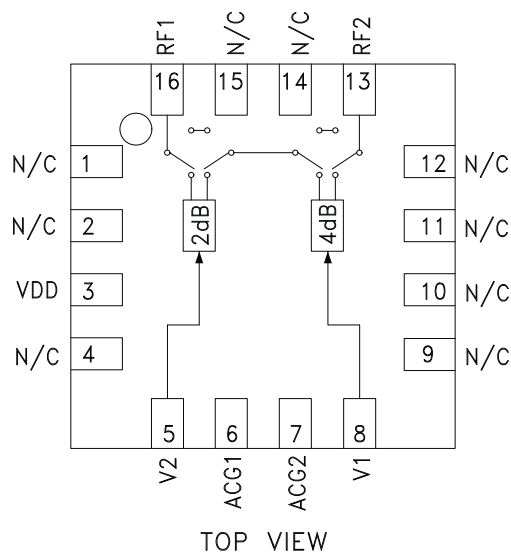 RF1
N/C
N/C
RF2
16
15
14
13
N/C 1
12 N/C
N/C 2
2dB
4dB
11 N/C
VDD 3
10 N/C
N/C 4
9 N/C
5
6
7
8
V2
ACG1
ACG2
V1
TOP VIEW